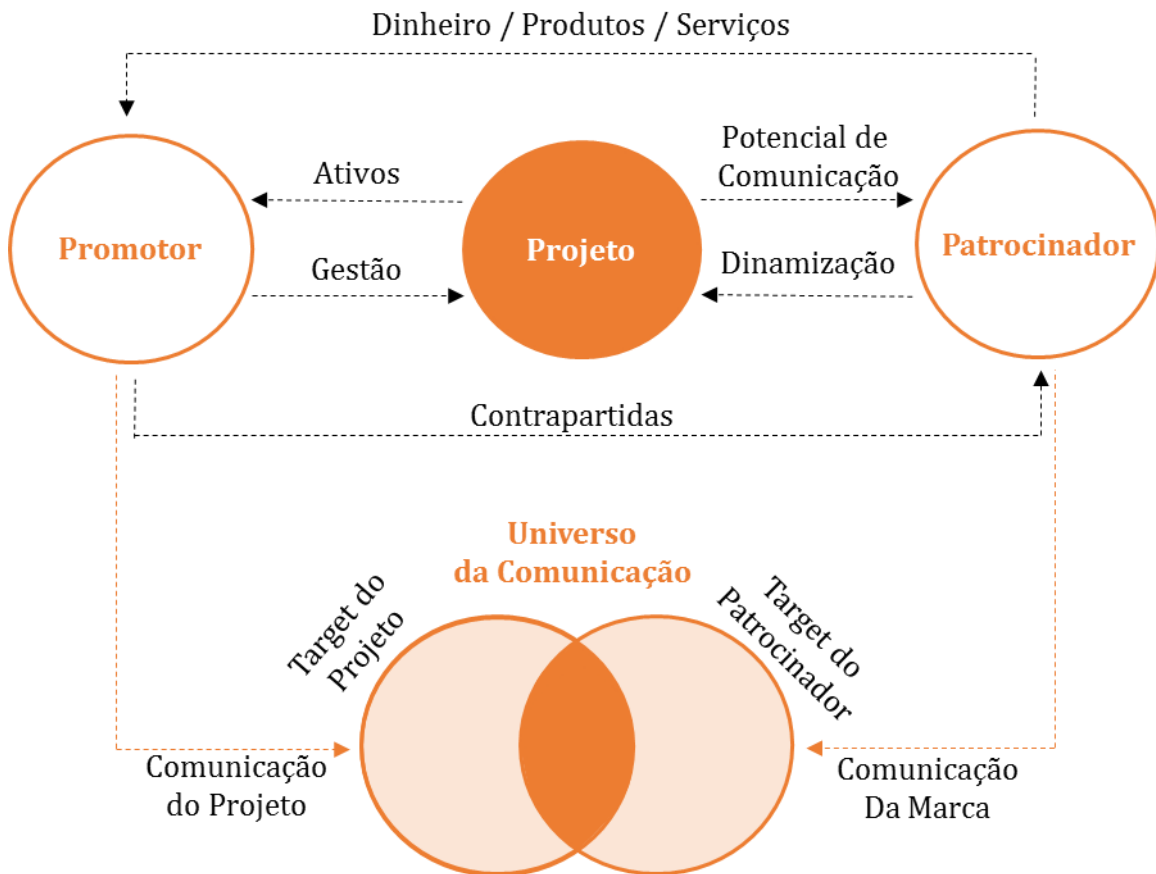 Dinheiro / Produtos / Serviços
Ativos
Potencial de
Comunicação
Promotor
Projeto
Patrocinador
Gestão
Dinamização
Contrapartidas
Universo
da Comunicação
Target do
Projeto
Target do
Patrocinador
Comunicação
do Projeto
Comunicação
Da Marca